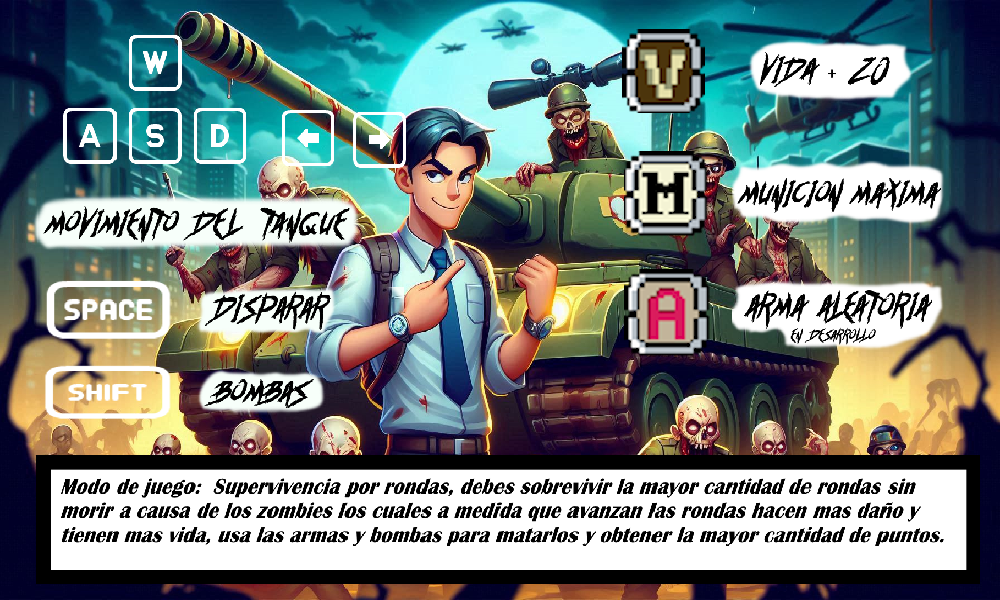 W
A S D ← →
MOVIMIENTO DEL TANQUE
SPACE DISPARAR
SHIFT BOMBAS
V VIDA + 20
M MUNICION MAXIMA
A ARMA ALEATORIA
EN DESARROLLO
Modo de juego: Supervivencia por rondas, debes sobrevivir la mayor cantidad de rondas sin
morir a causa de los zombies los cuales a medida que avanzan las rondas hacen mas daño y
tienen mas vida, usa las armas y bombas para matarlos y obtener la mayor cantidad de puntos.